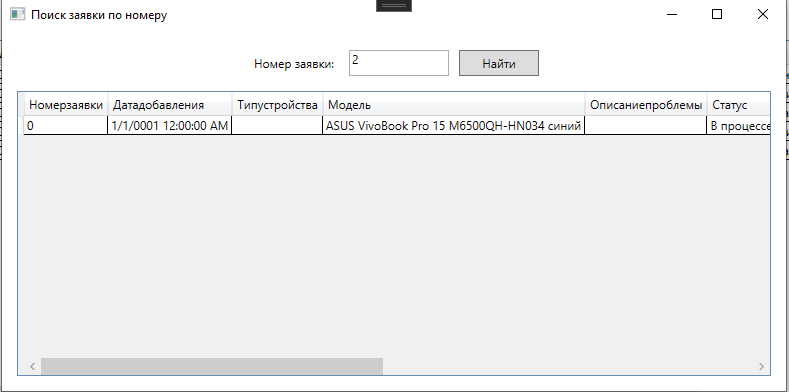 Поиск заявки по номеру
Номер заявки: 2 Найти
Номерзаявки Датадобавления Типустройства Модель Описаниепроблемы Статус
0 1/1/0001 12:00:00 AM ASUS VivoBook Pro 15 M6500QH-HN034 синий В процессе